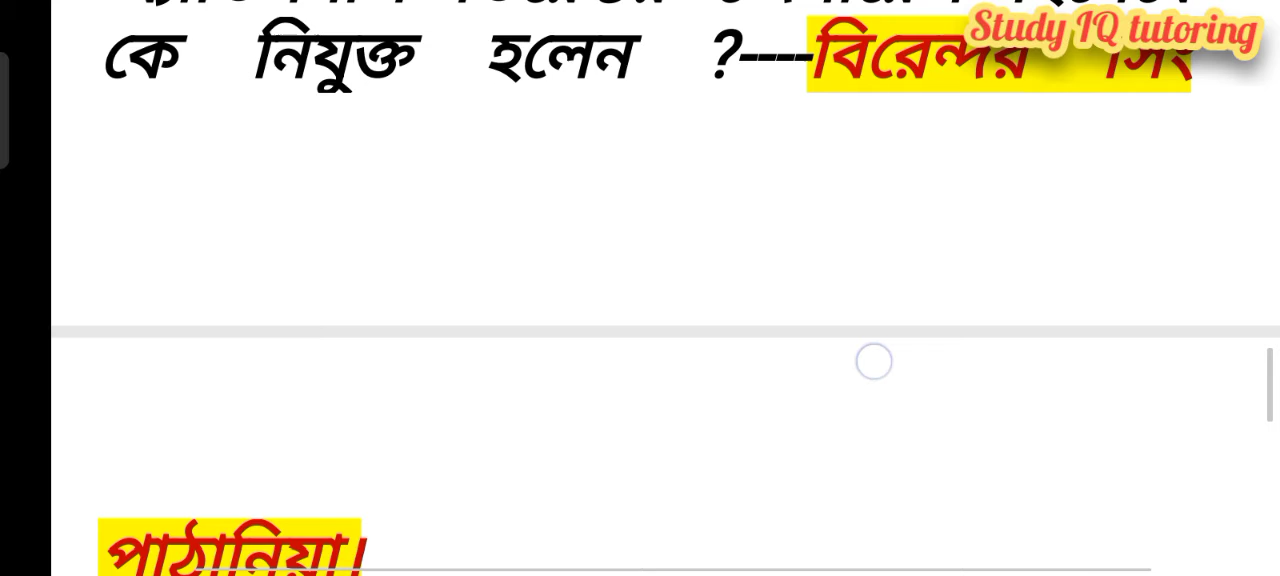 Study IQ tutoring
কে নিযুক্ত হলেন ?----বিরেন্দর সিং
পাঠানিয়া।